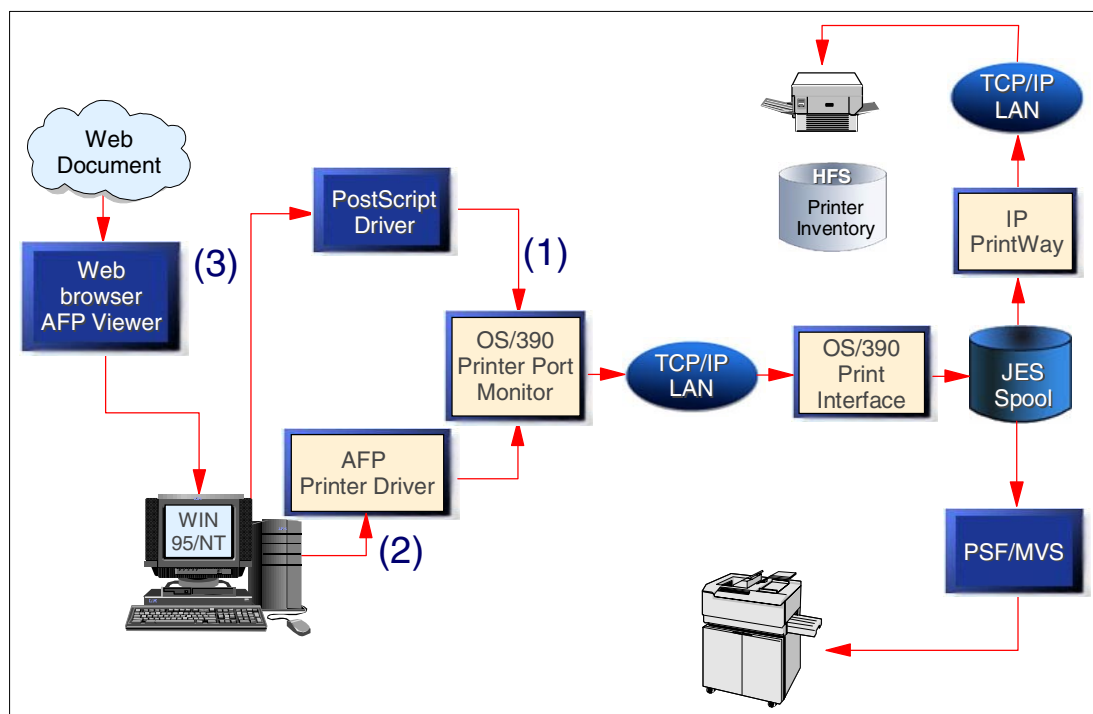 Web
Document
Web
browser
AFP Viewer
(3)
WIN
95/NT
PostScript
Driver
(1)
AFP
Printer Driver
(2)
OS/390
Printer Port
Monitor
TCP/IP
LAN
OS/390
Print
Interface
JES
Spool
IP
PrintWay
TCP/IP
LAN
HFS
Printer
Inventory
PSF/MVS